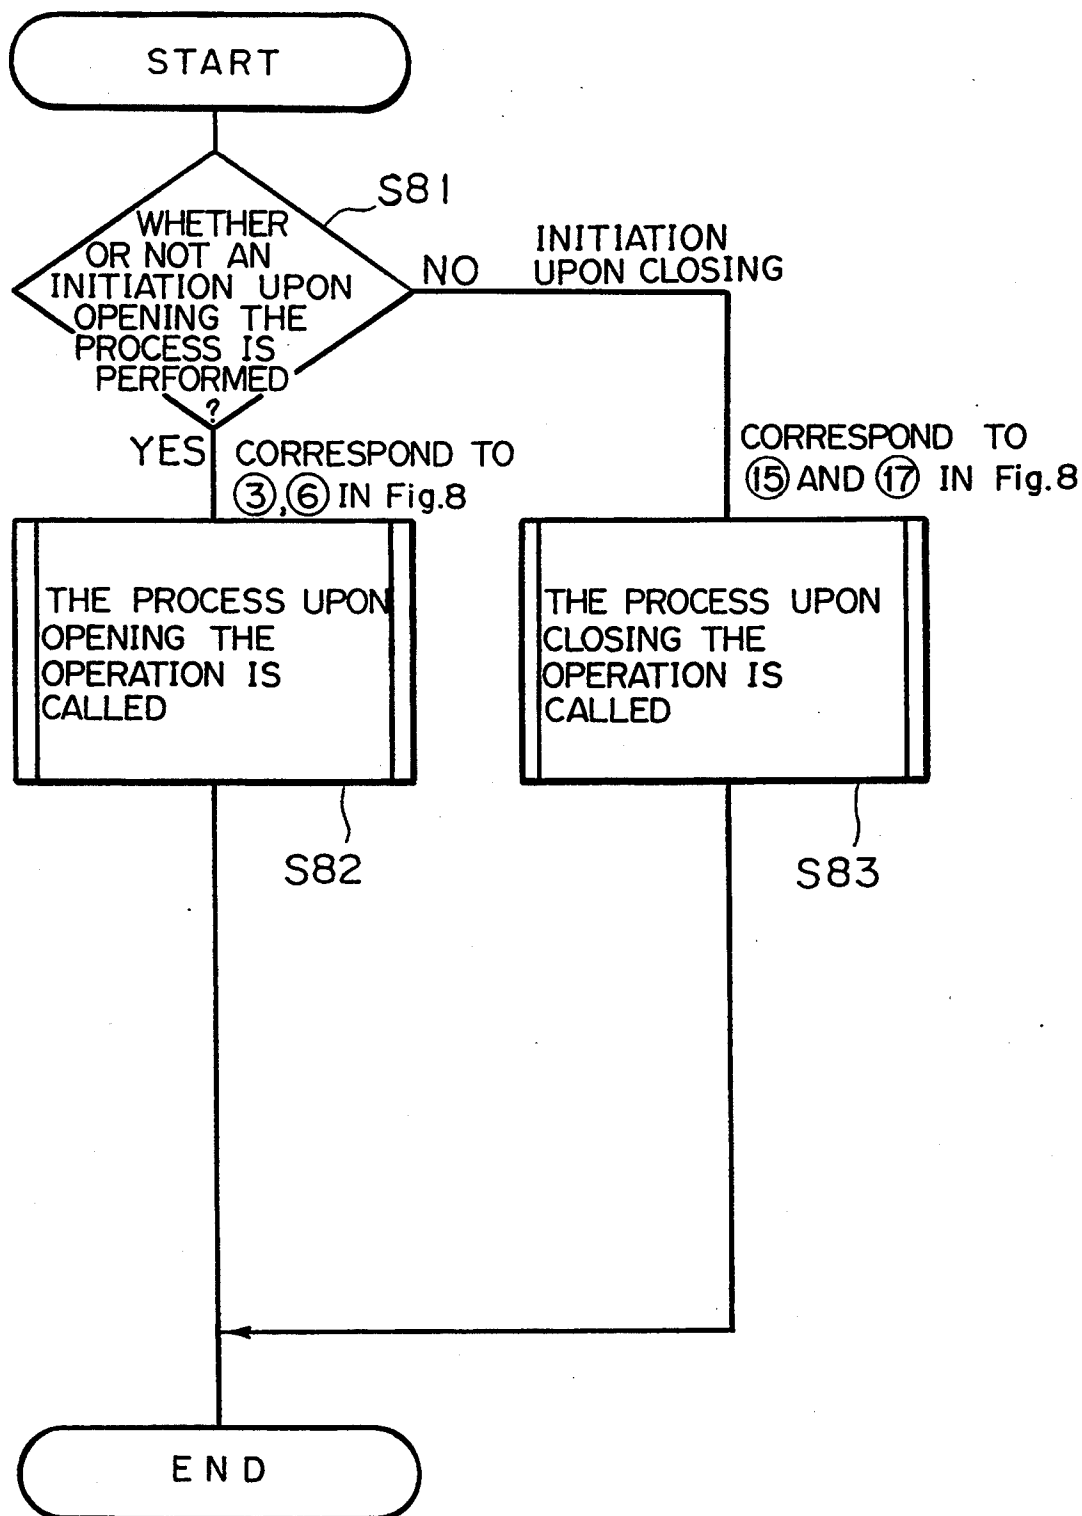 START
S81
WHETHER
OR NOT AN
INITIATION UPON
OPENING THE
PROCESS IS
PERFORMED
?
NO
INITIATION
UPON CLOSING
YES
CORRESPOND TO
③,⑥ IN Fig.8
CORRESPOND TO
⑮ AND ⑰ IN Fig.8
THE PROCESS UPON
OPENING THE
OPERATION IS
CALLED
THE PROCESS UPON
CLOSING THE
OPERATION IS
CALLED
S82
S83
END